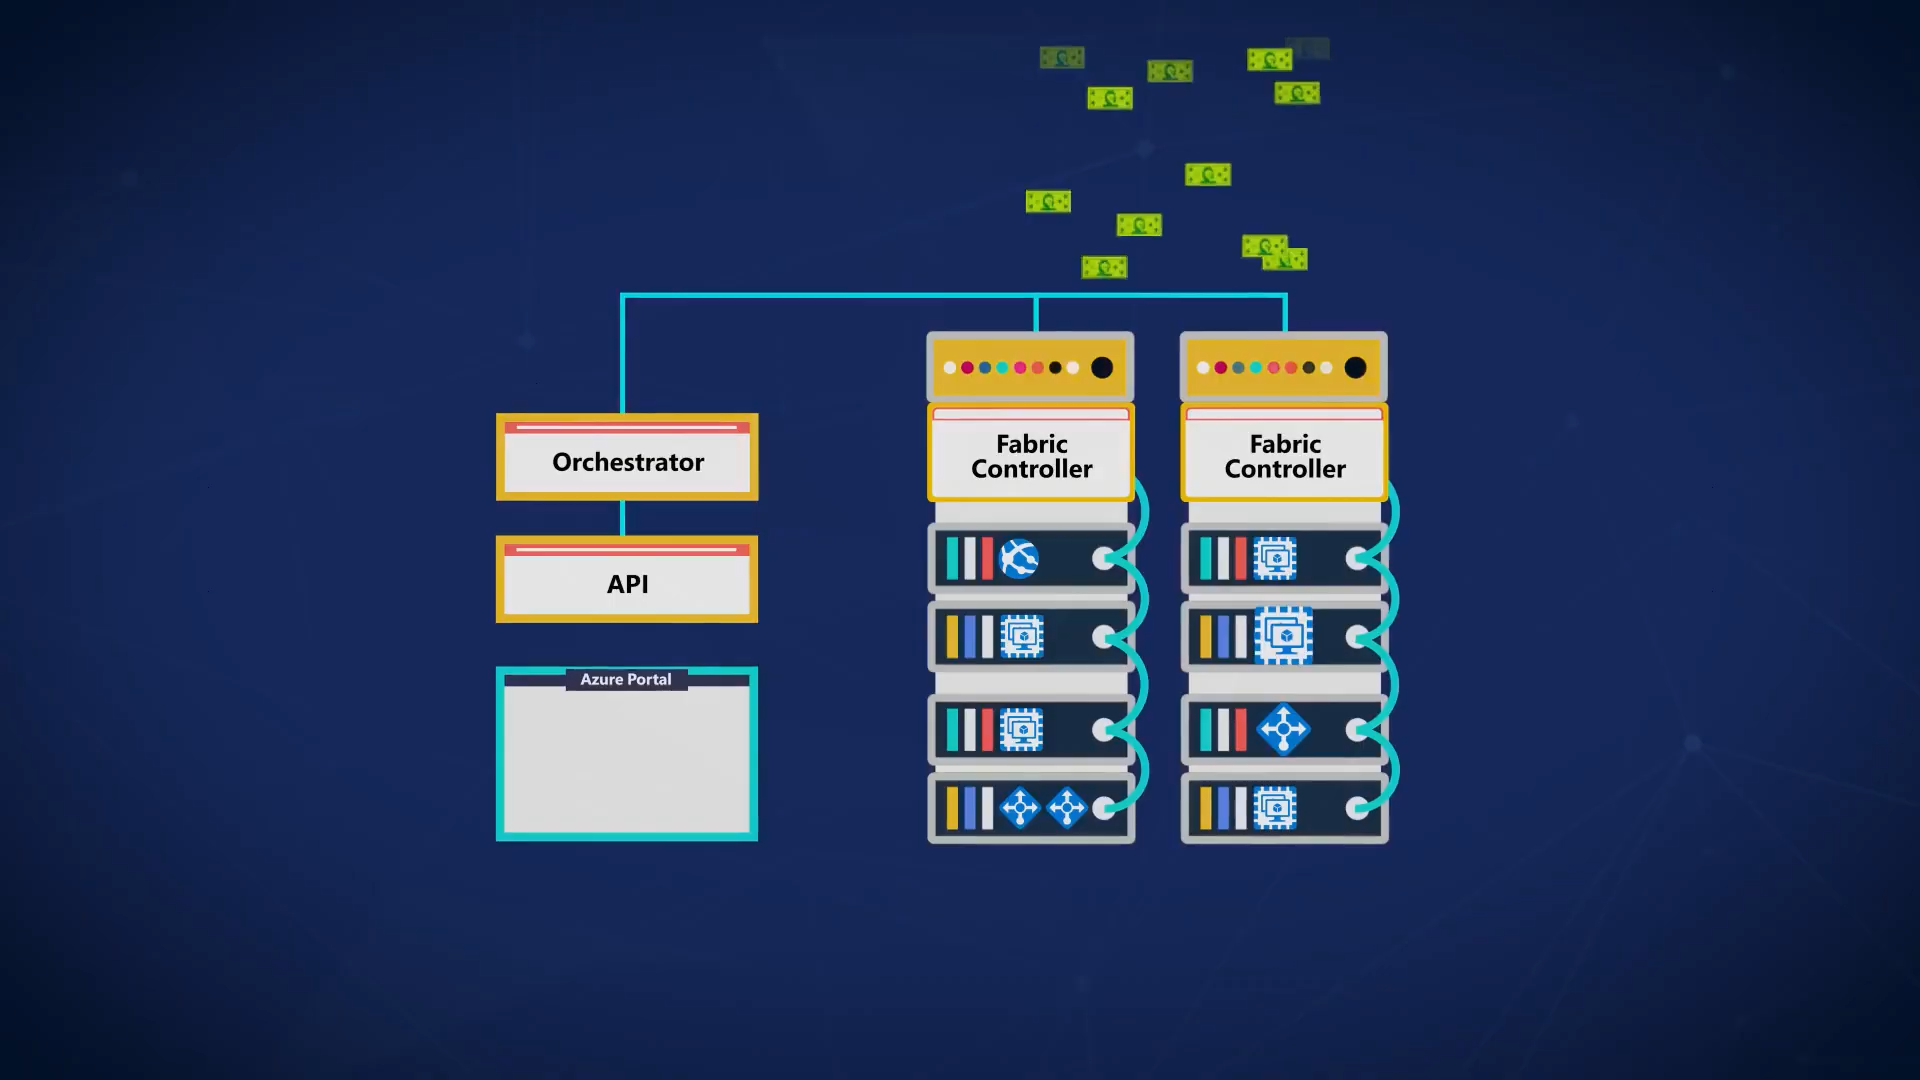 Orchestrator
API
Azure Portal
Fabric
Controller
Fabric
Controller